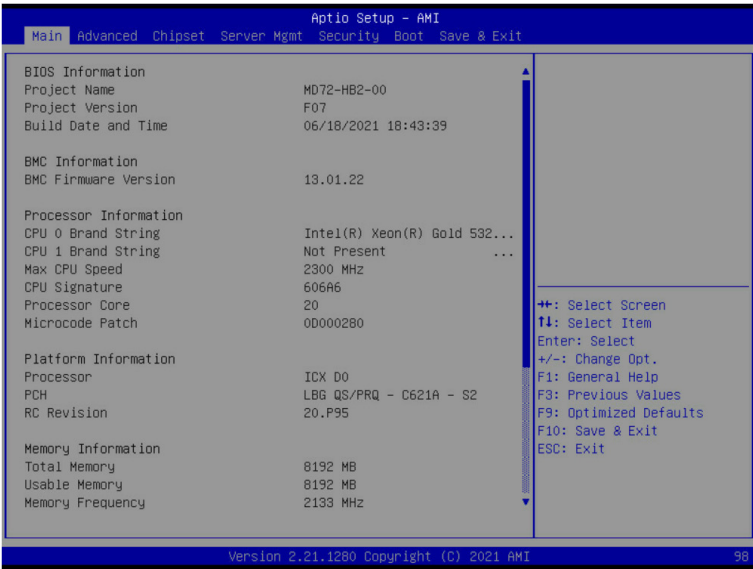 Aptio Setup – AMI
Main Advanced Chipset Server Mgmt Security Boot Save & Exit
BIOS Information
Project Name MD72-HB2-00
Project Version F07
Build Date and Time 06/18/2021 18:43:39
BMC Information
BMC Firmware Version 13.01.22
Processor Information
CPU 0 Brand String Intel(R) Xeon(R) Gold 532...
CPU 1 Brand String Not Present ...
Max CPU Speed 2300 MHz
CPU Signature 606A6
Processor Core 20
Microcode Patch 0D000280
Platform Information
Processor ICX D0
PCH LBG QS/PRQ - C621A - S2
RC Revision 20.P95
Memory Information
Total Memory 8192 MB
Usable Memory 8192 MB
Memory Frequency 2133 MHz
→←: Select Screen
↑↓: Select Item
Enter: Select
+/-: Change Opt.
F1: General Help
F3: Previous Values
F9: Optimized Defaults
F10: Save & Exit
ESC: Exit
Version 2.21.1280 Copyright (C) 2021 AMI
98